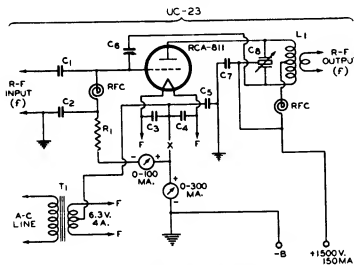 UC-23
C6
RCA-811
L1
C8
R-F
OUTPUT
(f)
C1
R-F
INPUT
(f)
RFC
C7
RFC
C2
C5
C3
C4
R1
F
X
F
0-100
MA.
0-300
MA.
T1
A-C
LINE
6.3V.
4A.
F
F
-B
+1500V.
150MA.